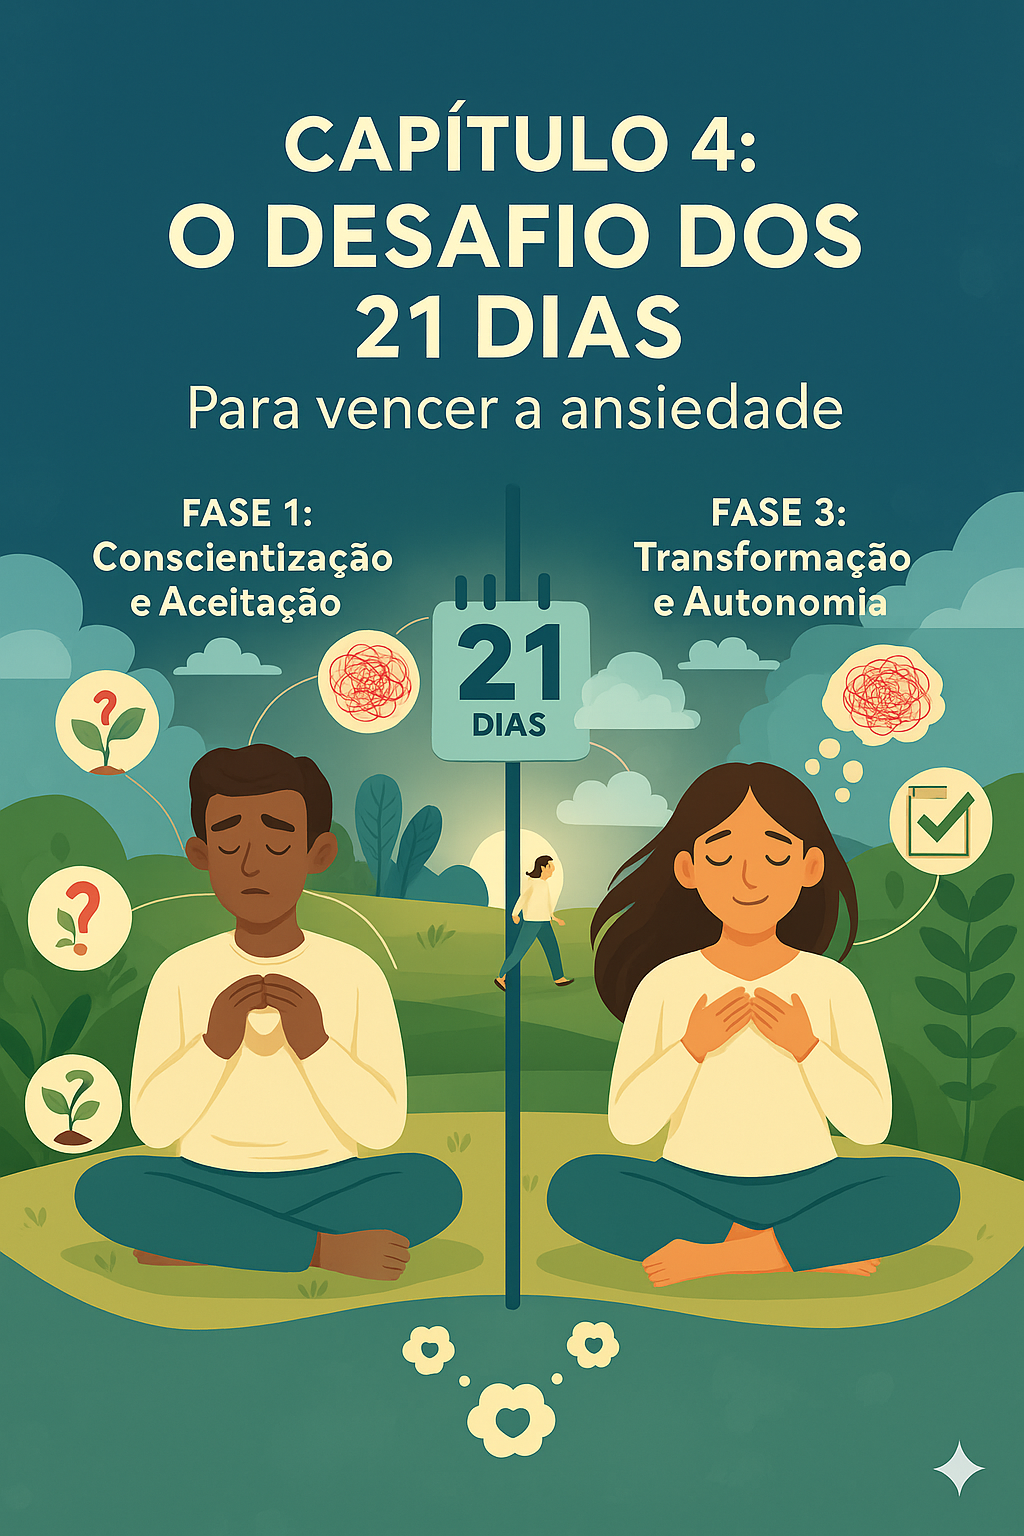 CAPÍTULO 4:
O DESAFIO DOS
21 DIAS
Para vencer a ansiedade
FASE 1:
Conscientização
e Aceitação
FASE 3:
Transformação
e Autonomia
21
DIAS
?
?
?